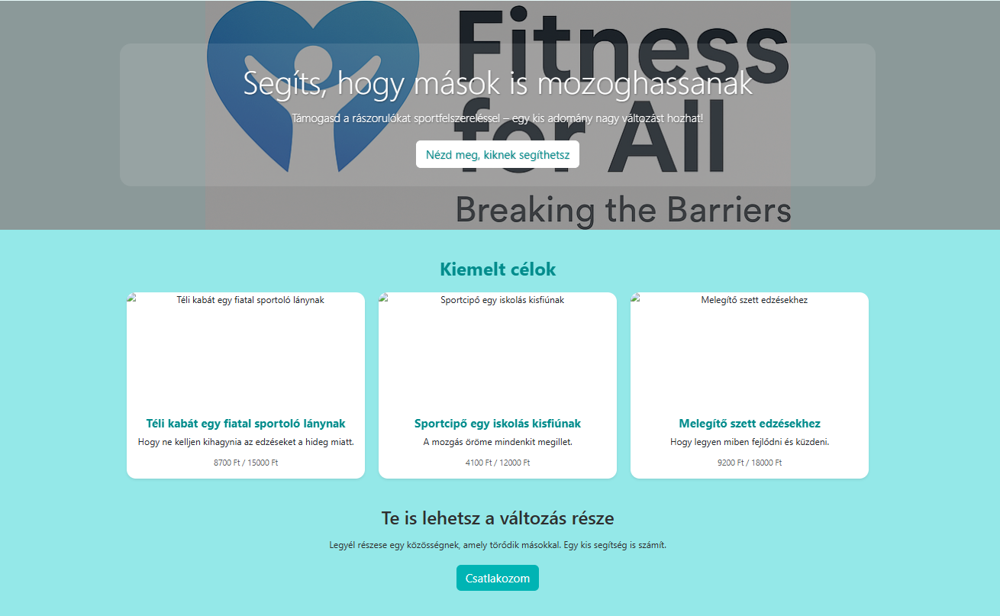 Fitness
for All
Breaking the Barriers
Segíts, hogy mások is mozoghassanak
Támogasd a rászorulókat sportfelszereléssel – egy kis adomány nagy változást hozhat!
Nézd meg, kiknek segíthetsz
Kiemelt célok
Téli kabát egy fiatal sportoló lánynak
Sportcipő egy iskolás kisfiúnak
Melegítő szett edzésekhez
Téli kabát egy fiatal sportoló lánynak
Hogy ne kelljen kihagynia az edzéseket a hideg miatt.
8700 Ft / 15000 Ft
Sportcipő egy iskolás kisfiúnak
A mozgás öröme mindenkit megillet.
4100 Ft / 12000 Ft
Melegítő szett edzésekhez
Hogy legyen miben fejlődni és küzdeni.
9200 Ft / 18000 Ft
Te is lehetsz a változás része
Legyél részese egy közösségnek, amely törődik másokkal. Egy kis segítség is számít.
Csatlakozom